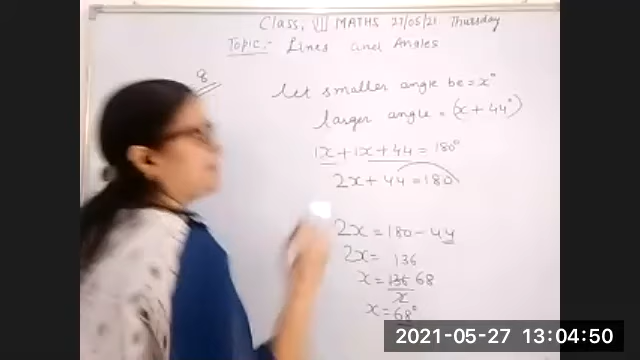 Class, VII MATHS 27/05/21 Thursday
Topic:- Lines and Angles
8
let smaller angle be = x°
larger angle = (x + 44°)
1x + 1x + 44 = 180°
2x + 44 = 180
2x = 180 - 44
2x = 136
x = 136 68
2
x = 68°
2021-05-27 13:04:50